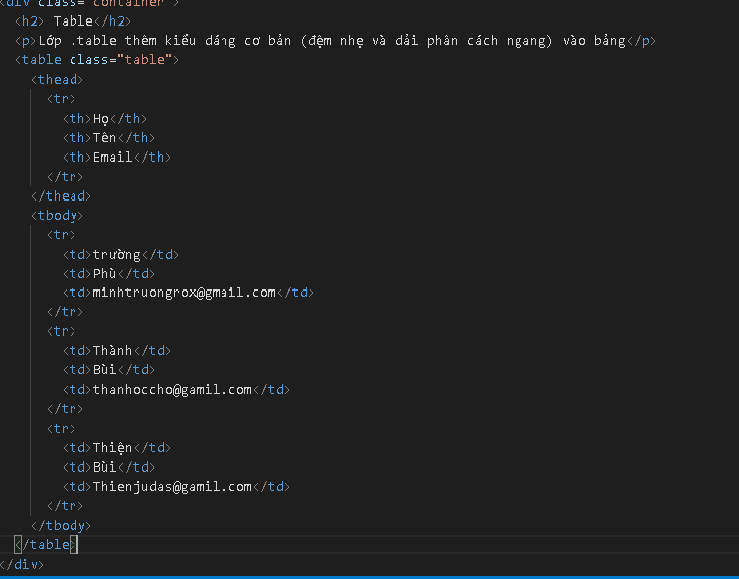 <div class="container">
<h2> Table</h2>
<p>Lớp .table thêm kiểu dáng cơ bản (đệm nhẹ và dải phân cách ngang) vào bảng</p>
<table class="table">
<thead>
<tr>
<th>Họ</th>
<th>Tên</th>
<th>Email</th>
</tr>
</thead>
<tbody>
<tr>
<td>trường</td>
<td>Phù</td>
<td>minhtruongrox@gmail.com</td>
</tr>
<tr>
<td>Thành</td>
<td>Bùi</td>
<td>thanhoccho@gamil.com</td>
</tr>
<tr>
<td>Thiện</td>
<td>Bùi</td>
<td>Thienjudas@gamil.com</td>
</tr>
</tbody>
</table>
</div>